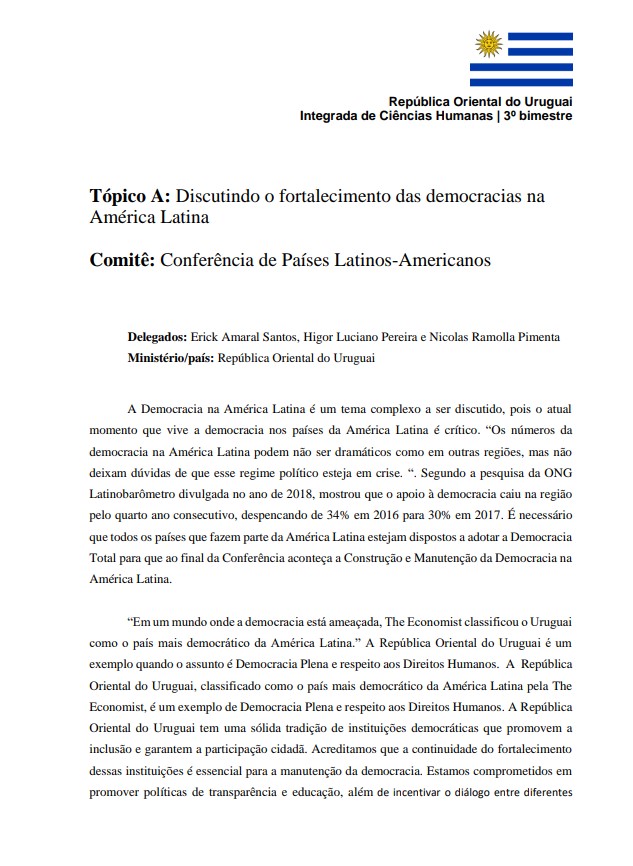 República Oriental do Uruguai
Integrada de Ciências Humanas | 3º bimestre
Tópico A: Discutindo o fortalecimento das democracias na
América Latina
Comitê: Conferência de Países Latinos-Americanos
Delegados: Erick Amaral Santos, Higor Luciano Pereira e Nicolas Ramolla Pimenta
Ministério/país: República Oriental do Uruguai
A Democracia na América Latina é um tema complexo a ser discutido, pois o atual
momento que vive a democracia nos países da América Latina é crítico. “Os números da
democracia na América Latina podem não ser dramáticos como em outras regiões, mas não
deixam dúvidas de que esse regime político esteja em crise. “. Segundo a pesquisa da ONG
Latinobarômetro divulgada no ano de 2018, mostrou que o apoio à democracia caiu na região
pelo quarto ano consecutivo, despencando de 34% em 2016 para 30% em 2017. É necessário
que todos os países que fazem parte da América Latina estejam dispostos a adotar a Democracia
Total para que ao final da Conferência aconteça a Construção e Manutenção da Democracia na
América Latina.
“Em um mundo onde a democracia está ameaçada, The Economist classificou o Uruguai
como o país mais democrático da América Latina.” A República Oriental do Uruguai é um
exemplo quando o assunto é Democracia Plena e respeito aos Direitos Humanos. A República
Oriental do Uruguai, classificado como o país mais democrático da América Latina pela The
Economist, é um exemplo de Democracia Plena e respeito aos Direitos Humanos. A República
Oriental do Uruguai tem uma sólida tradição de instituições democráticas que promovem a
inclusão e garantem a participação cidadã. Acreditamos que a continuidade do fortalecimento
dessas instituições é essencial para a manutenção da democracia. Estamos comprometidos em
promover políticas de transparência e educação, além de incentivar o diálogo entre diferentes